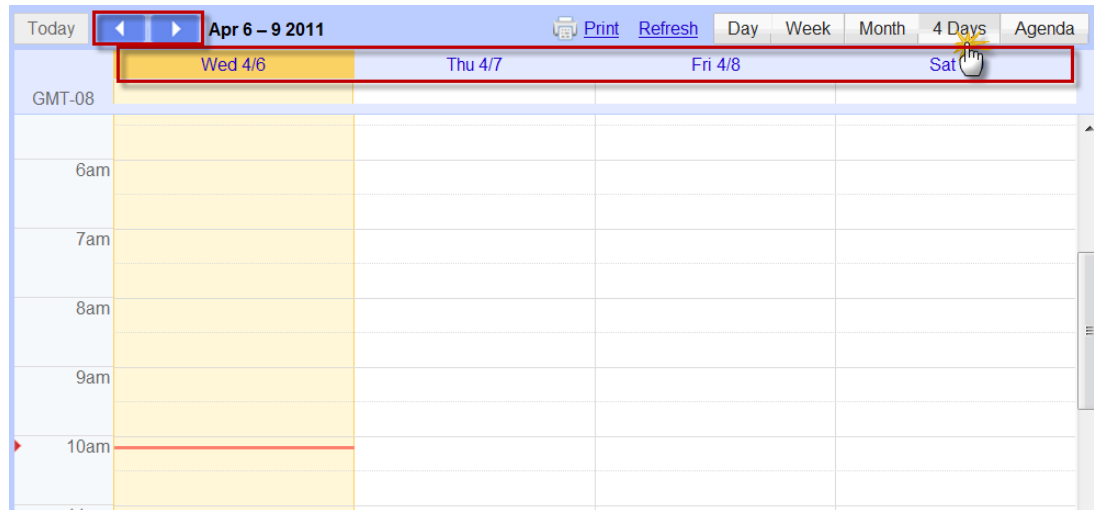 Today Apr 6 – 9 2011 Print Refresh Day Week Month 4 Days Agenda
Wed 4/6 Thu 4/7 Fri 4/8 Sat
GMT-08
6am
7am
8am
9am
10am